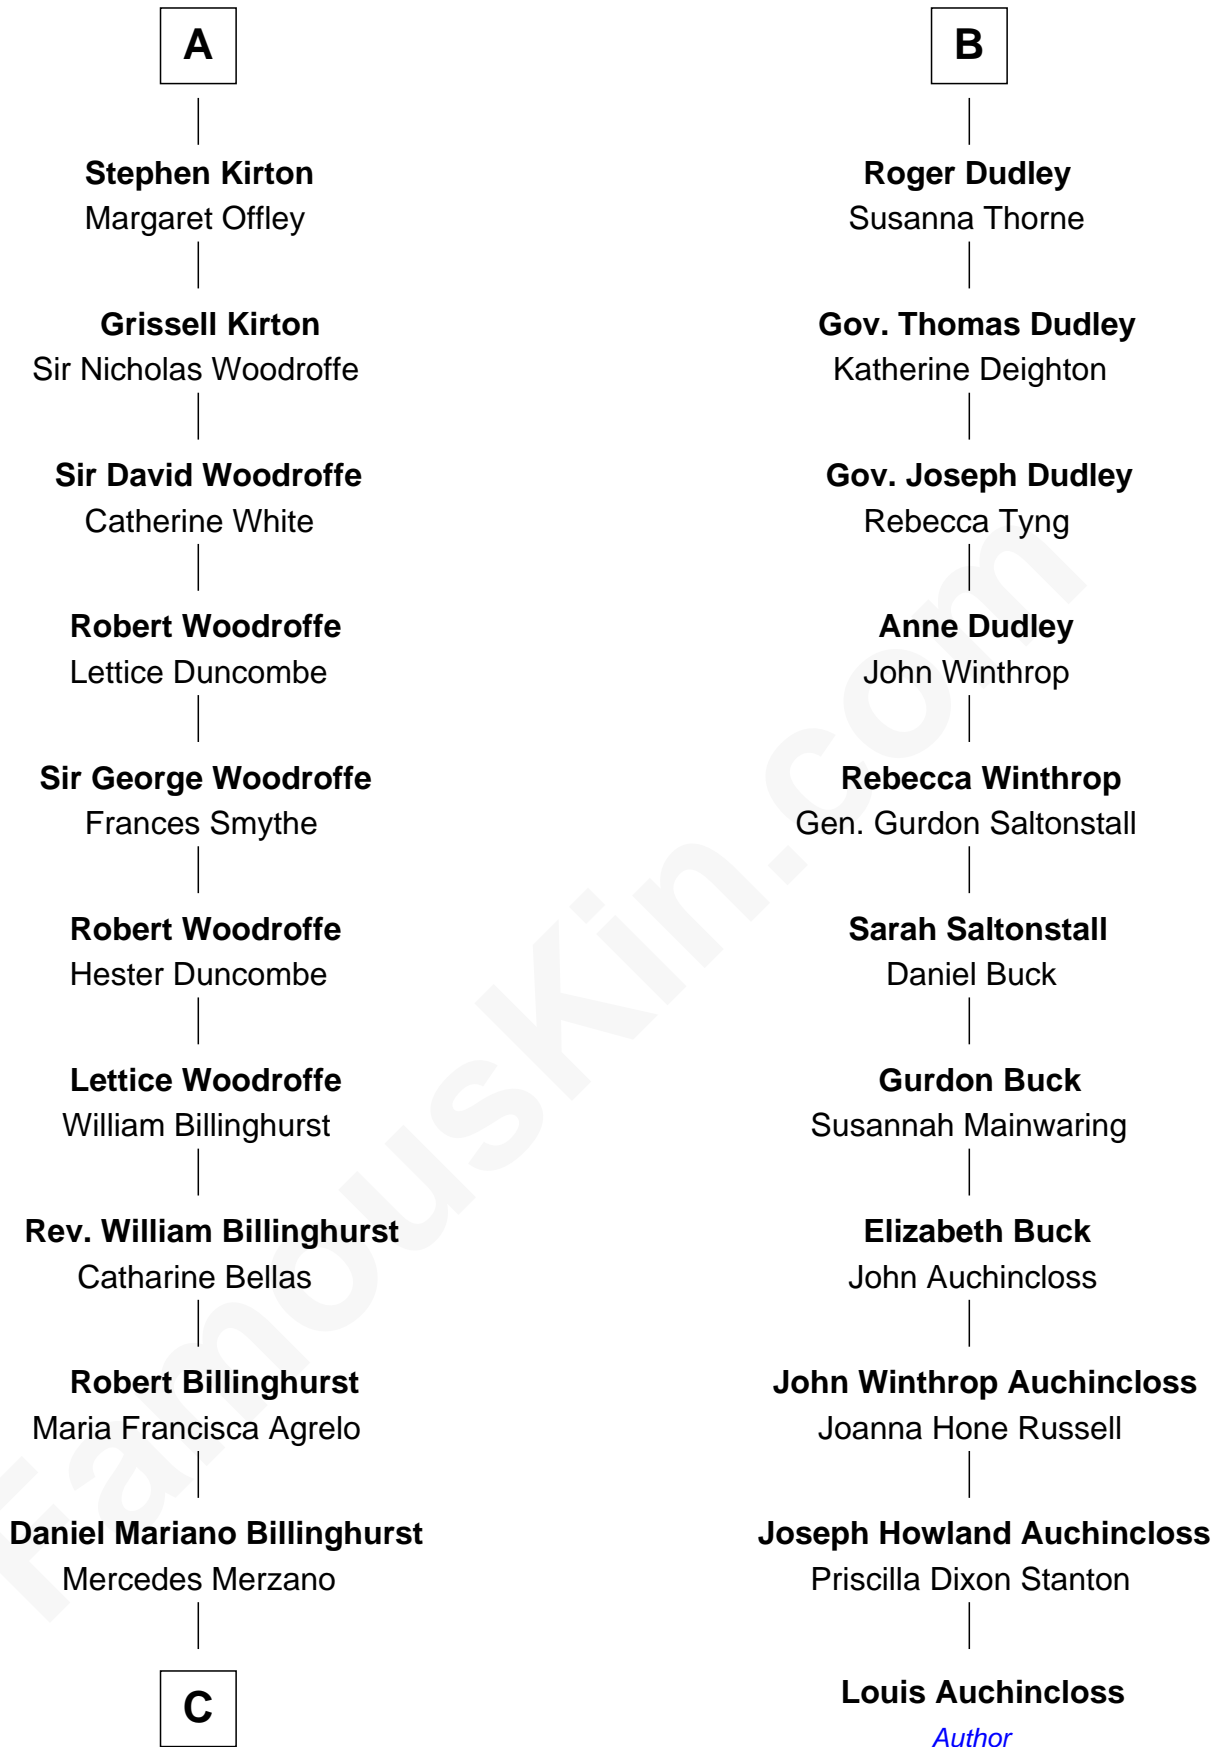 A
Stephen Kirton
Margaret Offley
Grissell Kirton
Sir Nicholas Woodroffe
Sir David Woodroffe
Catherine White
Robert Woodroffe
Lettice Duncombe
Sir George Woodroffe
Frances Smythe
Robert Woodroffe
Hester Duncombe
Lettice Woodroffe
William Billinghurst
Rev. William Billinghurst
Catharine Bellas
Robert Billinghurst
Maria Francisca Agrelo
Daniel Mariano Billinghurst
Mercedes Merzano
C
B
Roger Dudley
Susanna Thorne
Gov. Thomas Dudley
Katherine Deighton
Gov. Joseph Dudley
Rebecca Tyng
Anne Dudley
John Winthrop
Rebecca Winthrop
Gen. Gurdon Saltonstall
Sarah Saltonstall
Daniel Buck
Gurdon Buck
Susannah Mainwaring
Elizabeth Buck
John Auchincloss
John Winthrop Auchincloss
Joanna Hone Russell
Joseph Howland Auchincloss
Priscilla Dixon Stanton
Louis Auchincloss
Author
FamousKin.com